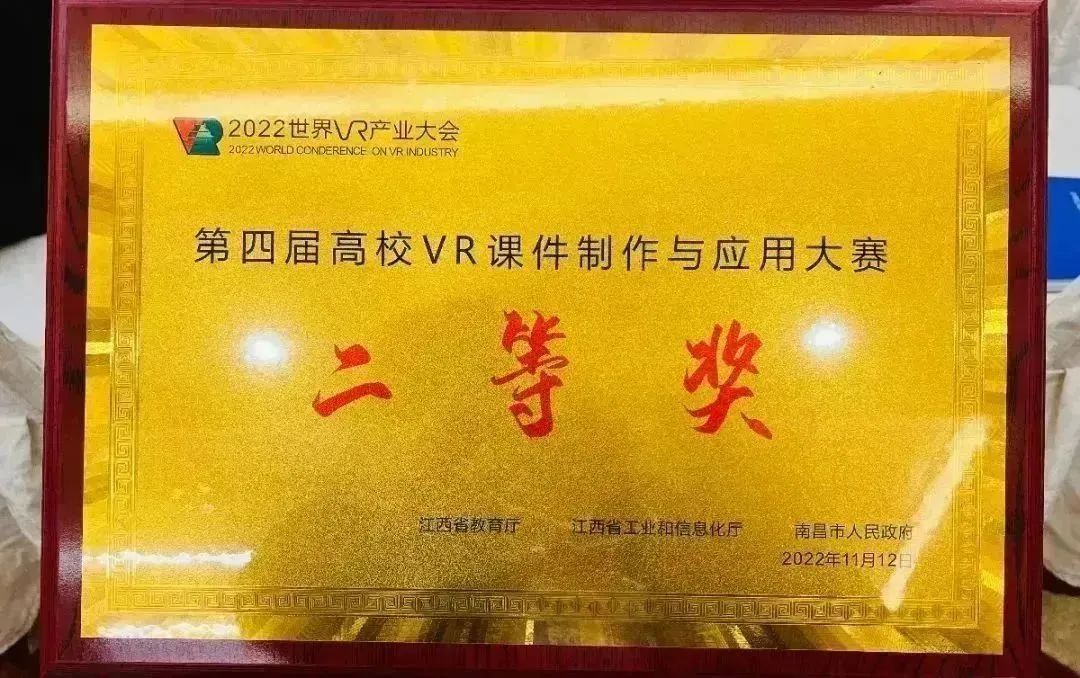 2022世界VR产业大会
2022 WORLD CONDERENCE ON VR INDUSTRY
第四届高校VR课件制作与应用大赛
二等奖
江西省教育厅 江西省工业和信息化厅 南昌市人民政府
2022年11月12日